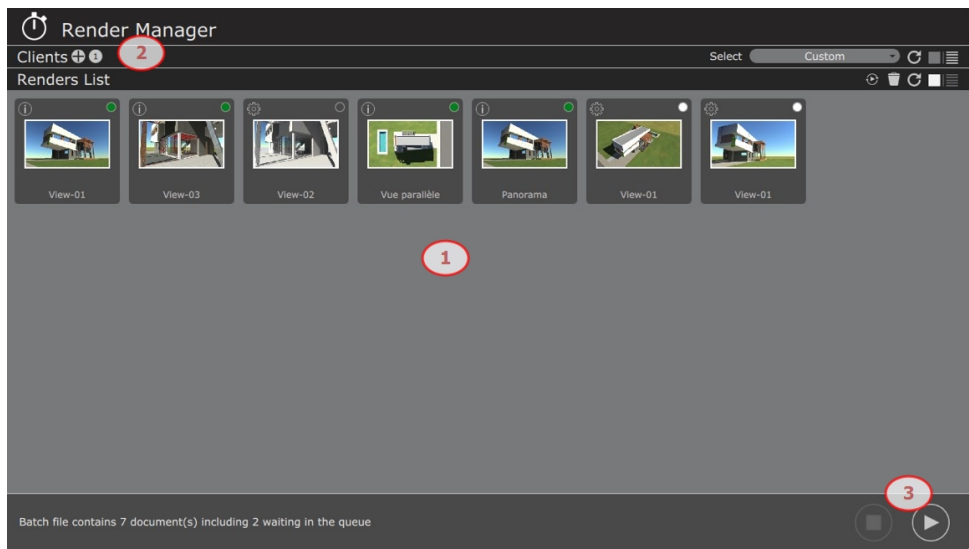 Render Manager
Clients 1 2 Select Custom
Renders List
View-01 View-03 View-02 Vue parallèle Panorama View-01 View-01
1
3
Batch file contains 7 document(s) including 2 waiting in the queue